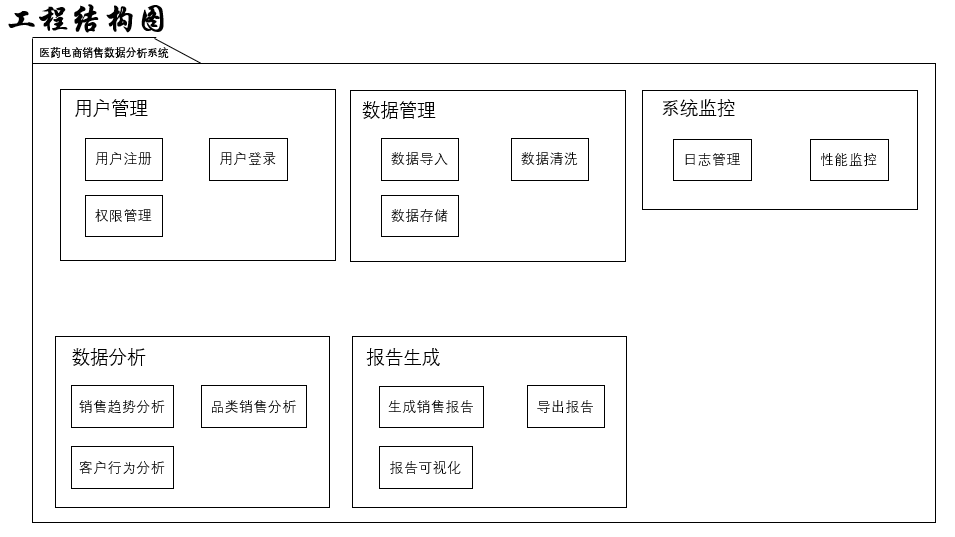 工程结构图
医药电商销售数据分析系统
用户管理
用户注册
用户登录
权限管理
数据管理
数据导入
数据清洗
数据存储
系统监控
日志管理
性能监控
数据分析
销售趋势分析
品类销售分析
客户行为分析
报告生成
生成销售报告
导出报告
报告可视化